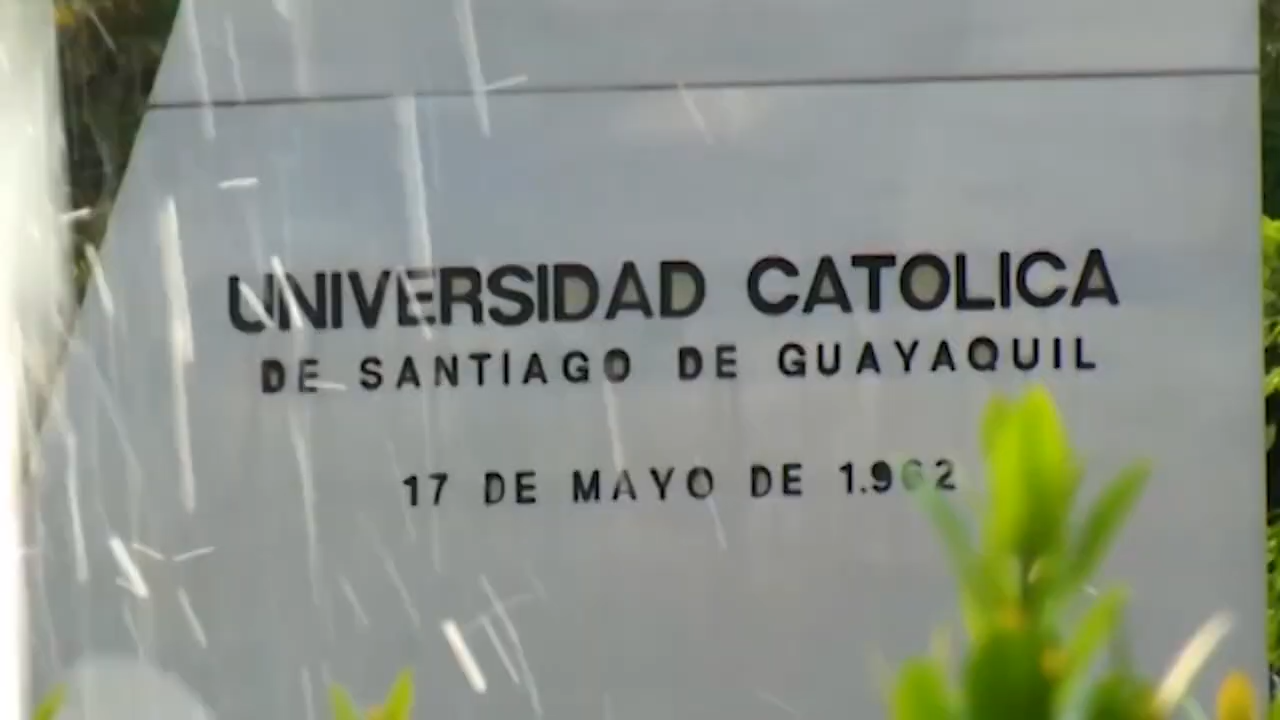 UNIVERSIDAD CATOLICA
DE SANTIAGO DE GUAYAQUIL
17 DE MAYO DE 1.962